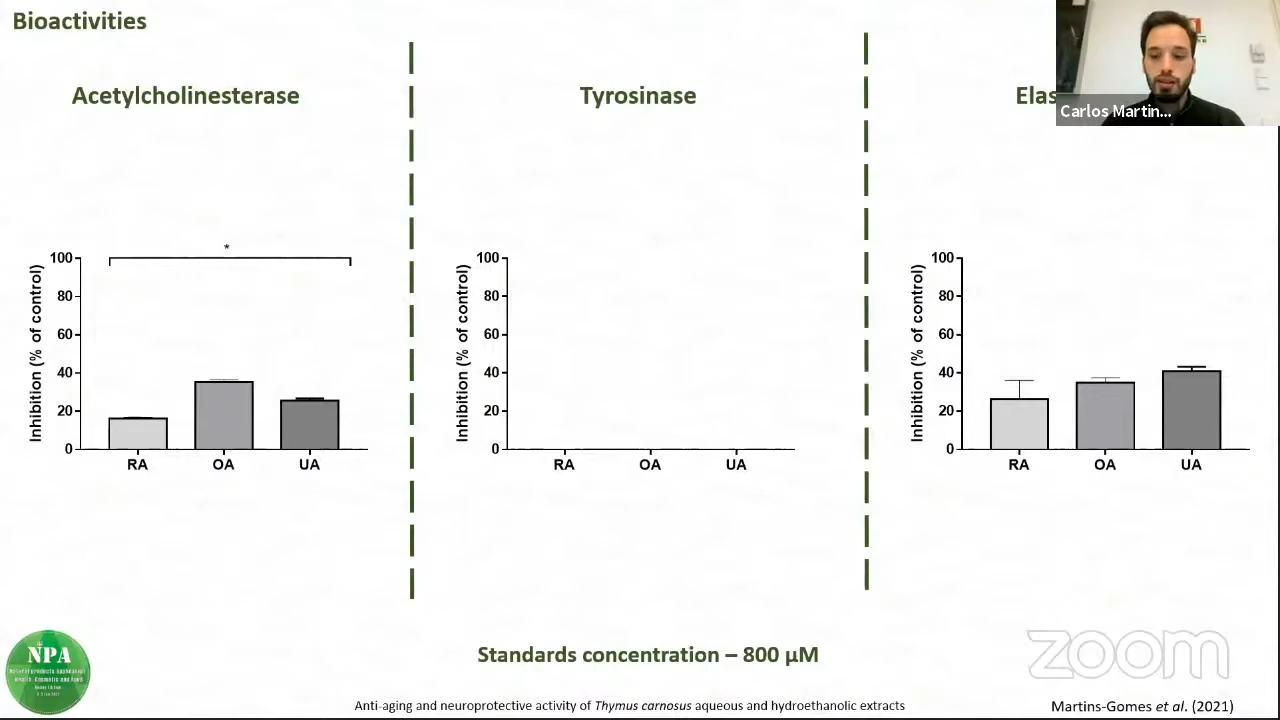 Bioactivities
Acetylcholinesterase
Tyrosinase
Elas
Carlos Martin...
*
100
80
60
40
20
0
Inhibition (% of control)
RA OA UA
100
80
60
40
20
0
Inhibition (% of control)
RA OA UA
100
80
60
40
20
0
Inhibition (% of control)
RA OA UA
Standards concentration – 800 µM
NPA
zoom
Anti-aging and neuroprotective activity of Thymus carnosus aqueous and hydroethanolic extracts
Martins-Gomes et al. (2021)